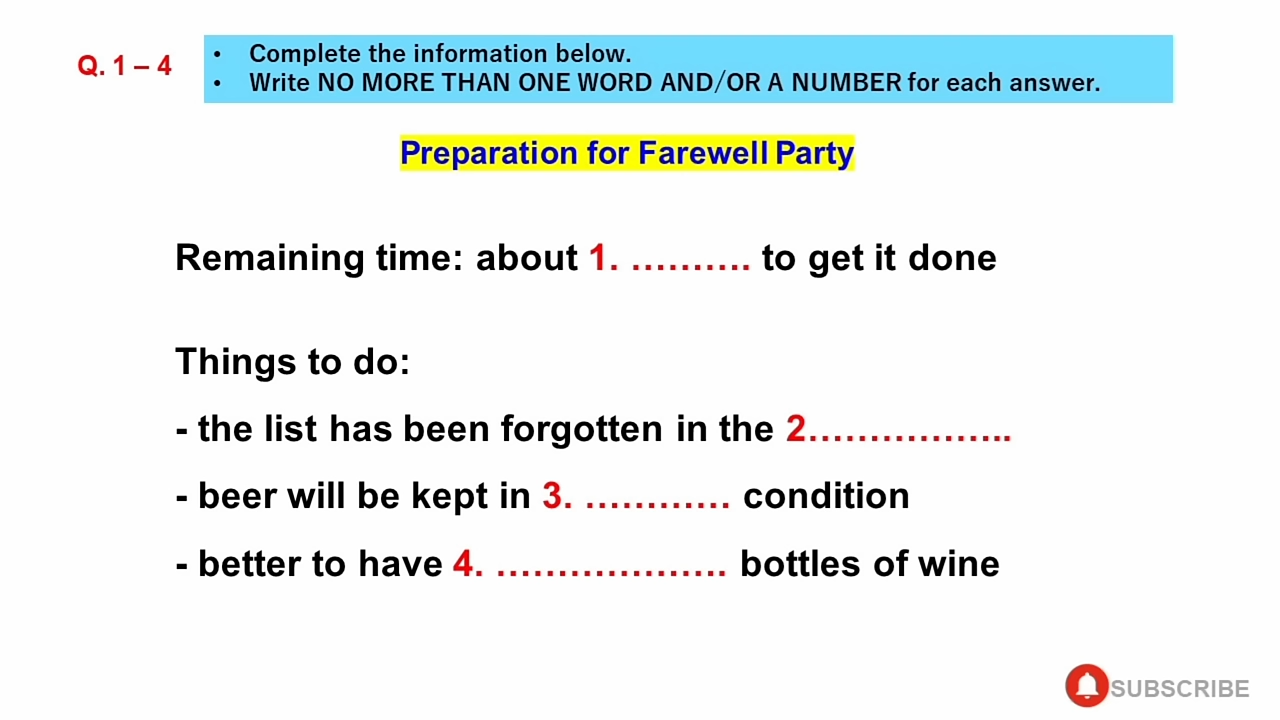 Q. 1 – 4
• Complete the information below.
• Write NO MORE THAN ONE WORD AND/OR A NUMBER for each answer.
Preparation for Farewell Party
Remaining time: about 1. ………. to get it done
Things to do:
- the list has been forgotten in the 2……………..
- beer will be kept in 3. ………… condition
- better to have 4. ………………. bottles of wine
SUBSCRIBE